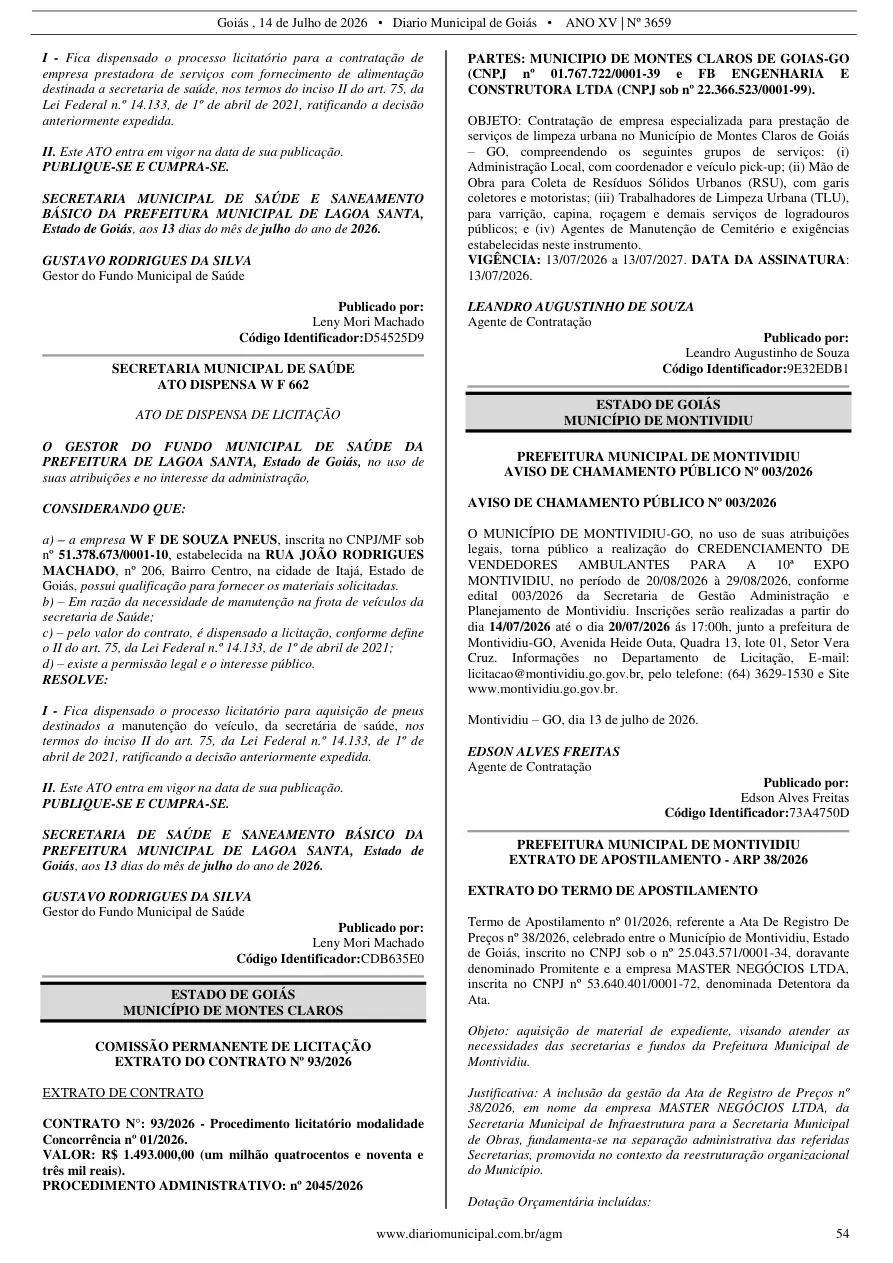 Goiás , 14 de Julho de 2026 • Diario Municipal de Goiás • ANO XV | Nº 3659
I - Fica dispensado o processo licitatório para a contratação de
empresa prestadora de serviços com fornecimento de alimentação
destinada a secretaria de saúde, nos termos do inciso II do art. 75, da
Lei Federal n.º 14.133, de 1º de abril de 2021, ratificando a decisão
anteriormente expedida.
II. Este ATO entra em vigor na data de sua publicação.
PUBLIQUE-SE E CUMPRA-SE.
SECRETARIA MUNICIPAL DE SAÚDE E SANEAMENTO
BÁSICO DA PREFEITURA MUNICIPAL DE LAGOA SANTA,
Estado de Goiás, aos 13 dias do mês de julho do ano de 2026.
GUSTAVO RODRIGUES DA SILVA
Gestor do Fundo Municipal de Saúde
Publicado por:
Leny Mori Machado
Código Identificador:D54525D9
SECRETARIA MUNICIPAL DE SAÚDE
ATO DISPENSA W F 662
ATO DE DISPENSA DE LICITAÇÃO
O GESTOR DO FUNDO MUNICIPAL DE SAÚDE DA
PREFEITURA DE LAGOA SANTA, Estado de Goiás, no uso de
suas atribuições e no interesse da administração,
CONSIDERANDO QUE:
a) – a empresa W F DE SOUZA PNEUS, inscrita no CNPJ/MF sob
nº 51.378.673/0001-10, estabelecida na RUA JOÃO RODRIGUES
MACHADO, nº 206, Bairro Centro, na cidade de Itajá, Estado de
Goiás, possui qualificação para fornecer os materiais solicitadas.
b) – Em razão da necessidade de manutenção na frota de veículos da
secretaria de Saúde;
c) – pelo valor do contrato, é dispensado a licitação, conforme define
o II do art. 75, da Lei Federal n.º 14.133, de 1º de abril de 2021;
d) – existe a permissão legal e o interesse público.
RESOLVE:
I - Fica dispensado o processo licitatório para aquisição de pneus
destinados a manutenção do veículo, da secretária de saúde, nos
termos do inciso II do art. 75, da Lei Federal n.º 14.133, de 1º de
abril de 2021, ratificando a decisão anteriormente expedida.
II. Este ATO entra em vigor na data de sua publicação.
PUBLIQUE-SE E CUMPRA-SE.
SECRETARIA DE SAÚDE E SANEAMENTO BÁSICO DA
PREFEITURA MUNICIPAL DE LAGOA SANTA, Estado de
Goiás, aos 13 dias do mês de julho do ano de 2026.
GUSTAVO RODRIGUES DA SILVA
Gestor do Fundo Municipal de Saúde
Publicado por:
Leny Mori Machado
Código Identificador:CDB635E0
ESTADO DE GOIÁS
MUNICÍPIO DE MONTES CLAROS
COMISSÃO PERMANENTE DE LICITAÇÃO
EXTRATO DO CONTRATO Nº 93/2026
EXTRATO DE CONTRATO
CONTRATO N°: 93/2026 - Procedimento licitatório modalidade
Concorrência nº 01/2026.
VALOR: R$ 1.493.000,00 (um milhão quatrocentos e noventa e
três mil reais).
PROCEDIMENTO ADMINISTRATIVO: nº 2045/2026
PARTES: MUNICIPIO DE MONTES CLAROS DE GOIAS-GO
(CNPJ nº 01.767.722/0001-39 e FB ENGENHARIA E
CONSTRUTORA LTDA (CNPJ sob nº 22.366.523/0001-99).
OBJETO: Contratação de empresa especializada para prestação de
serviços de limpeza urbana no Município de Montes Claros de Goiás
– GO, compreendendo os seguintes grupos de serviços: (i)
Administração Local, com coordenador e veículo pick-up; (ii) Mão de
Obra para Coleta de Resíduos Sólidos Urbanos (RSU), com garis
coletores e motoristas; (iii) Trabalhadores de Limpeza Urbana (TLU),
para varrição, capina, roçagem e demais serviços de logradouros
públicos; e (iv) Agentes de Manutenção de Cemitério e exigências
estabelecidas neste instrumento.
VIGÊNCIA: 13/07/2026 a 13/07/2027. DATA DA ASSINATURA:
13/07/2026.
LEANDRO AUGUSTINHO DE SOUZA
Agente de Contratação
Publicado por:
Leandro Augustinho de Souza
Código Identificador:9E32EDB1
ESTADO DE GOIÁS
MUNICÍPIO DE MONTIVIDIU
PREFEITURA MUNICIPAL DE MONTIVIDIU
AVISO DE CHAMAMENTO PÚBLICO Nº 003/2026
AVISO DE CHAMAMENTO PÚBLICO Nº 003/2026
O MUNICÍPIO DE MONTIVIDIU-GO, no uso de suas atribuições
legais, torna público a realização do CREDENCIAMENTO DE
VENDEDORES AMBULANTES PARA A 10ª EXPO
MONTIVIDIU, no período de 20/08/2026 à 29/08/2026, conforme
edital 003/2026 da Secretaria de Gestão Administração e
Planejamento de Montividiu. Inscrições serão realizadas a partir do
dia 14/07/2026 até o dia 20/07/2026 ás 17:00h, junto a prefeitura de
Montividiu-GO, Avenida Heide Outa, Quadra 13, lote 01, Setor Vera
Cruz. Informações no Departamento de Licitação, E-mail:
licitacao@montividiu.go.gov.br, pelo telefone: (64) 3629-1530 e Site
www.montividiu.go.gov.br.
Montividiu – GO, dia 13 de julho de 2026.
EDSON ALVES FREITAS
Agente de Contratação
Publicado por:
Edson Alves Freitas
Código Identificador:73A4750D
PREFEITURA MUNICIPAL DE MONTIVIDIU
EXTRATO DE APOSTILAMENTO - ARP 38/2026
EXTRATO DO TERMO DE APOSTILAMENTO
Termo de Apostilamento nº 01/2026, referente a Ata De Registro De
Preços nº 38/2026, celebrado entre o Município de Montividiu, Estado
de Goiás, inscrito no CNPJ sob o nº 25.043.571/0001-34, doravante
denominado Promitente e a empresa MASTER NEGÓCIOS LTDA,
inscrita no CNPJ nº 53.640.401/0001-72, denominada Detentora da
Ata.
Objeto: aquisição de material de expediente, visando atender as
necessidades das secretarias e fundos da Prefeitura Municipal de
Montividiu.
Justificativa: A inclusão da gestão da Ata de Registro de Preços nº
38/2026, em nome da empresa MASTER NEGÓCIOS LTDA, da
Secretaria Municipal de Infraestrutura para a Secretaria Municipal
de Obras, fundamenta-se na separação administrativa das referidas
Secretarias, promovida no contexto da reestruturação organizacional
do Município.
Dotação Orçamentária incluídas:
www.diariomunicipal.com.br/agm
54